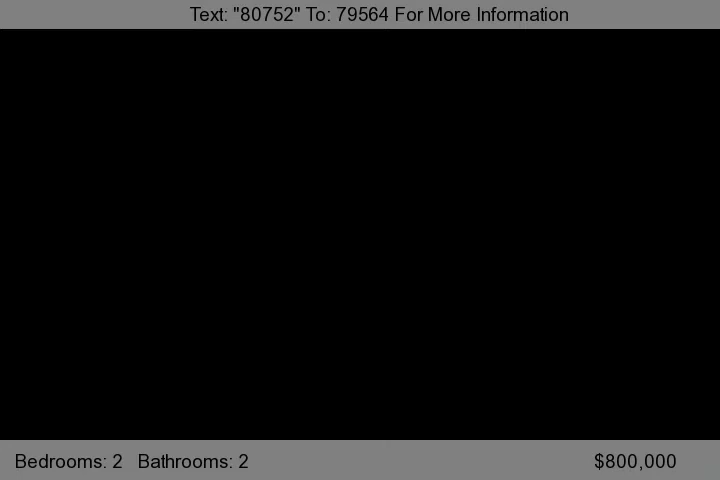 Text: "80752" To: 79564 For More Information
Bedrooms: 2 Bathrooms: 2 $800,000